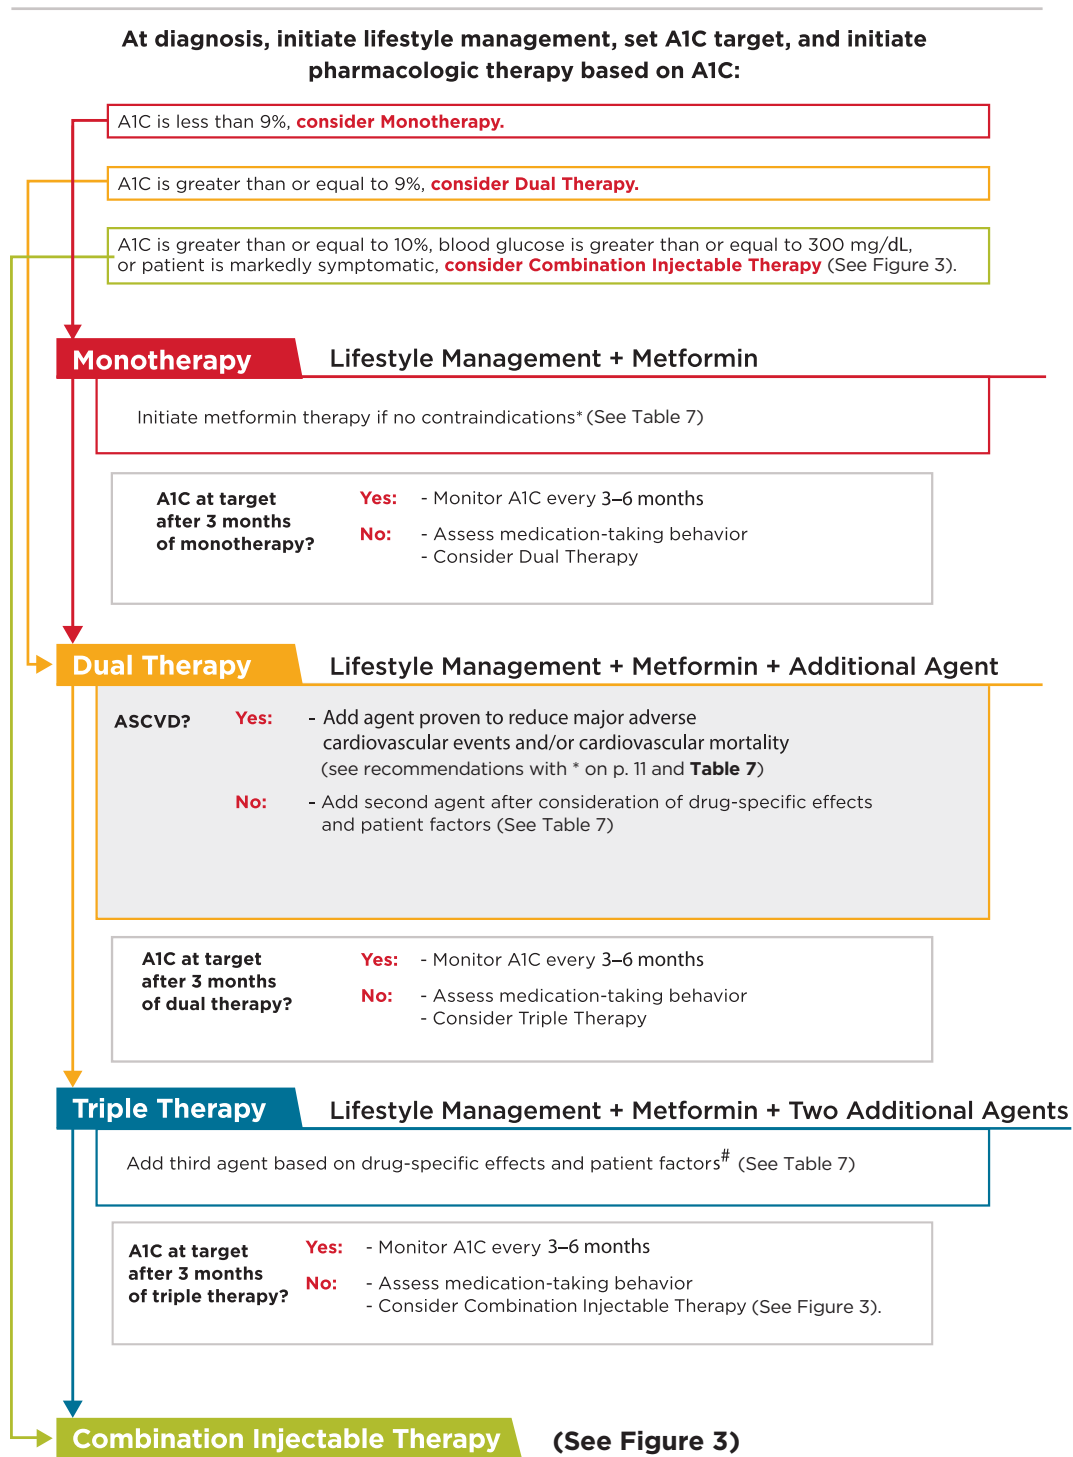 At diagnosis, initiate lifestyle management, set A1C target, and initiate
pharmacologic therapy based on A1C:
A1C is less than 9%, consider Monotherapy.
A1C is greater than or equal to 9%, consider Dual Therapy.
A1C is greater than or equal to 10%, blood glucose is greater than or equal to 300 mg/dL,
or patient is markedly symptomatic, consider Combination Injectable Therapy (See Figure 3).
Monotherapy Lifestyle Management + Metformin
Initiate metformin therapy if no contraindications* (See Table 7)
A1C at target
after 3 months
of monotherapy?
Yes: - Monitor A1C every 3–6 months
No: - Assess medication-taking behavior
- Consider Dual Therapy
Dual Therapy Lifestyle Management + Metformin + Additional Agent
ASCVD? Yes: - Add agent proven to reduce major adverse
cardiovascular events and/or cardiovascular mortality
(see recommendations with * on p. 11 and Table 7)
No: - Add second agent after consideration of drug-specific effects
and patient factors (See Table 7)
A1C at target
after 3 months
of dual therapy?
Yes: - Monitor A1C every 3–6 months
No: - Assess medication-taking behavior
- Consider Triple Therapy
Triple Therapy Lifestyle Management + Metformin + Two Additional Agents
Add third agent based on drug-specific effects and patient factors# (See Table 7)
A1C at target
after 3 months
of triple therapy?
Yes: - Monitor A1C every 3–6 months
No: - Assess medication-taking behavior
- Consider Combination Injectable Therapy (See Figure 3).
Combination Injectable Therapy (See Figure 3)